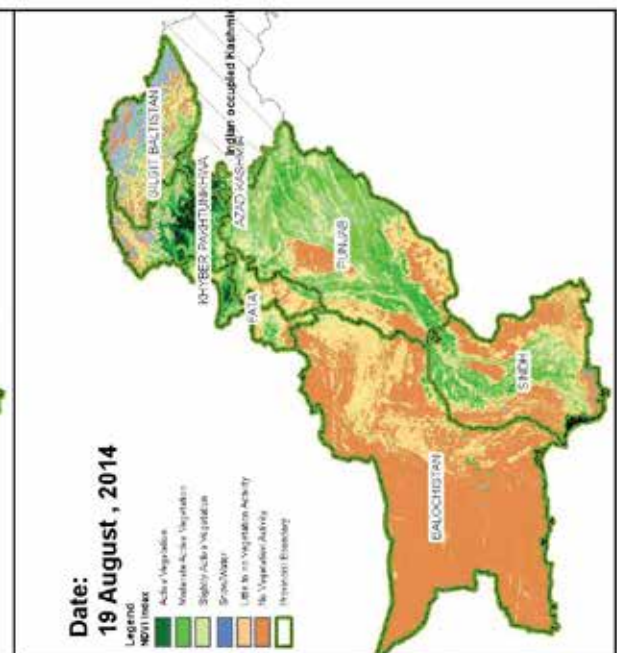 Date:
19 August , 2014
Legend
NDVI Index
Active Vegetation
Moderate Active Vegetation
Slightly Active Vegetation
Snow/Water
Little to no Vegetation Activity
No Vegetation Activity
Provincial Boundary
GILGIT BALTISTAN
KHYBER PAKHTUNKHWA
Indian occupied Kashmir
AZAD KASHMIR
FATA
PUNJAB
BALOCHISTAN
SINDH